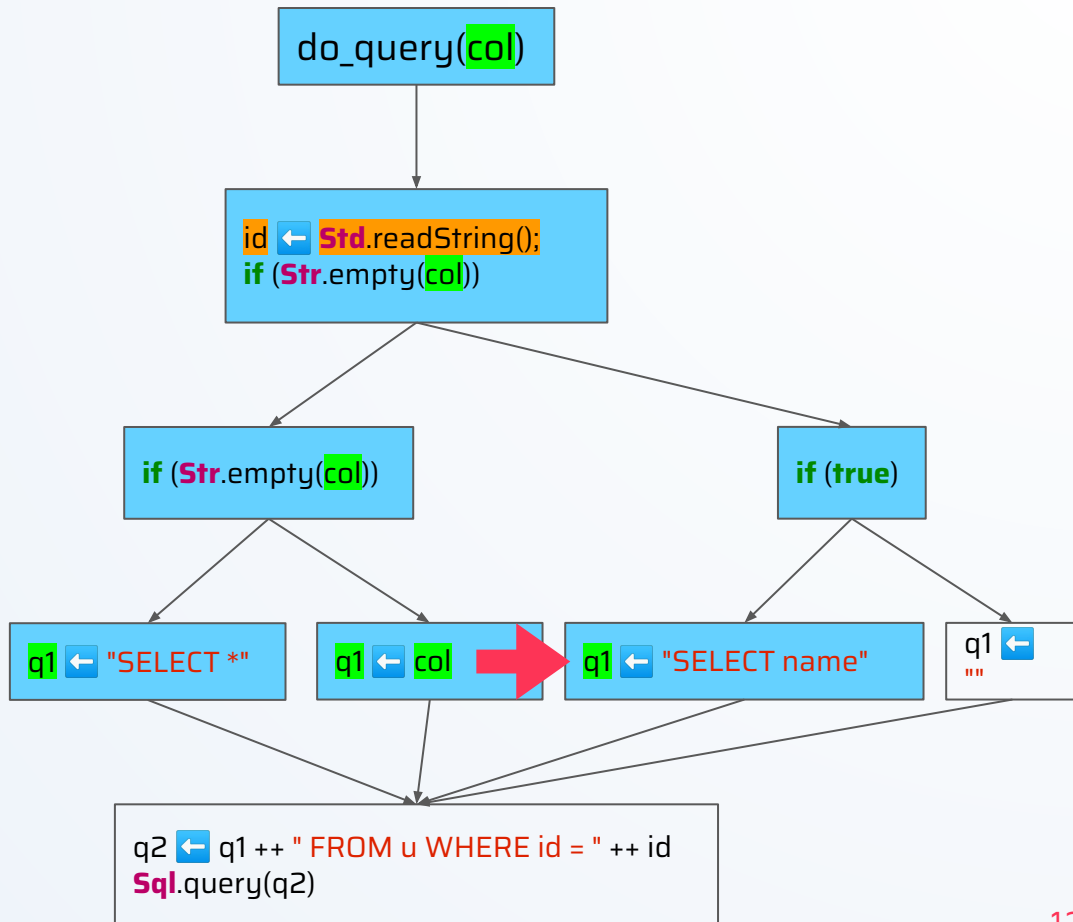 do_query(col)
id ⬅ Std.readString();
if (Str.empty(col))
if (Str.empty(col))
if (true)
q1 ⬅ "SELECT *"
q1 ⬅ col
q1 ⬅ "SELECT name"
q1 ⬅
""
q2 ⬅ q1 ++ " FROM u WHERE id = " ++ id
Sql.query(q2)